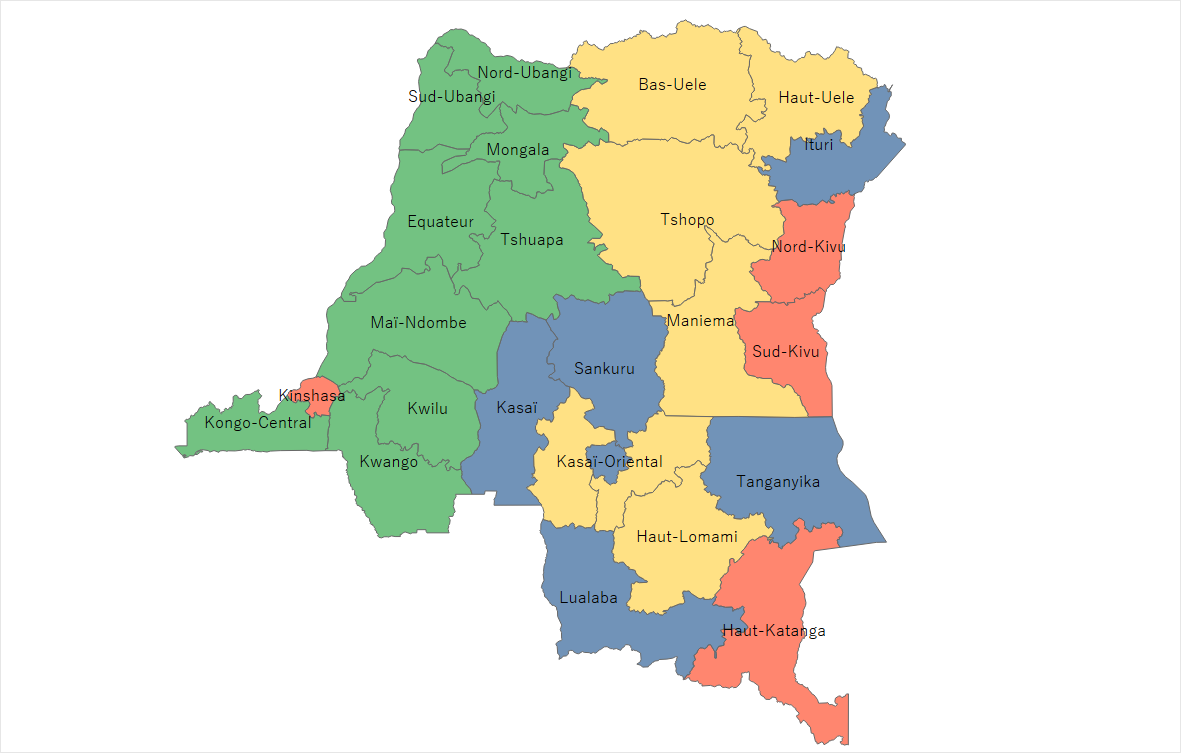 Nord-Ubangi
Bas-Uele
Sud-Ubangi
Haut-Uele
Ituri
Mongala
Equateur
Tshopo
Tshuapa
Nord-Kivu
Maï-Ndombe
Maniema
Sud-Kivu
Sankuru
Kinshasa
Kwilu
Kasaï
Kongo-Central
Kwango
Kasaï-Oriental
Tanganyika
Haut-Lomami
Lualaba
Haut-Katanga